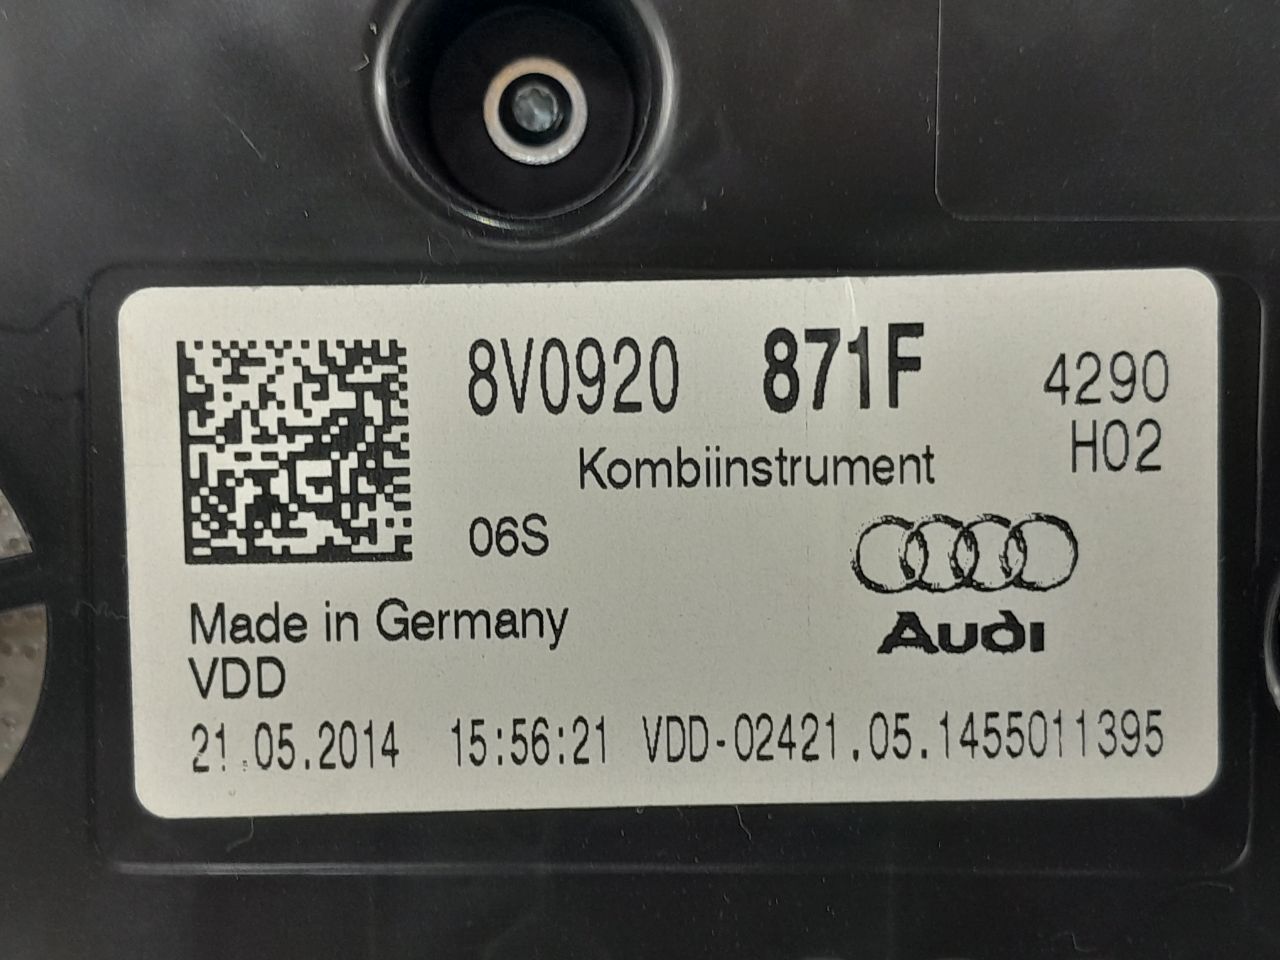 8V0920 871F 4290
H02
Kombiinstrument
06S
Audi
Made in Germany
VDD
21.05.2014 15:56:21 VDD-02421.05.1455011395